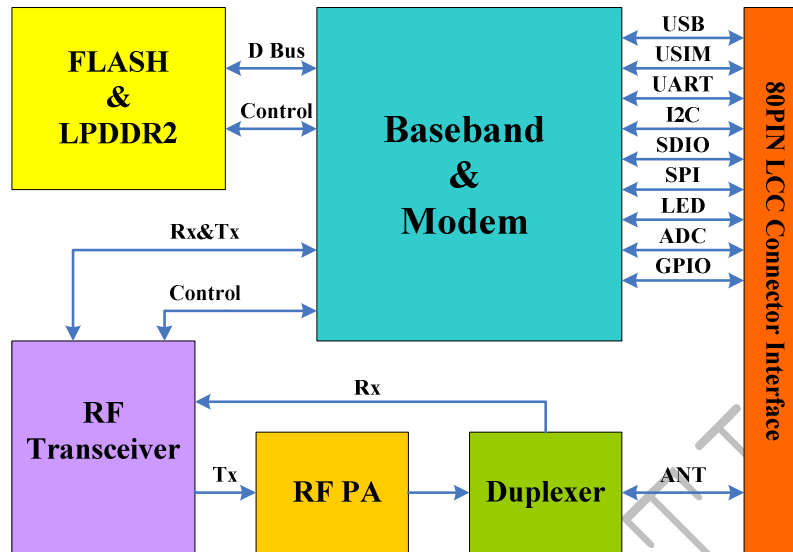 FLASH
&
LPDDR2
D Bus
Control
Baseband
&
Modem
USB
USIM
UART
I2C
SDIO
SPI
LED
ADC
GPIO
80PIN LCC Connector Interface
Rx&Tx
Control
RF
Transceiver
Rx
Tx
RF PA
Duplexer
ANT